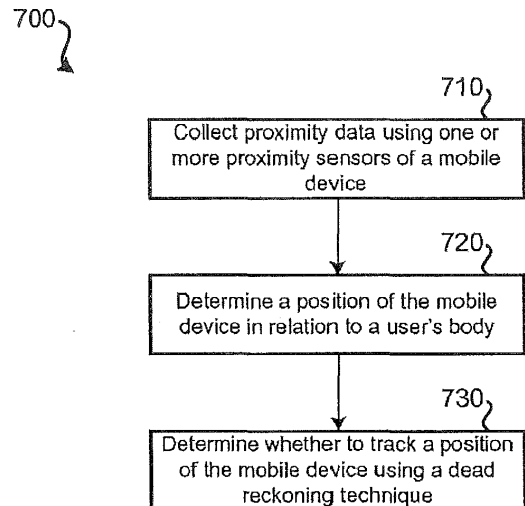 700
710
Collect proximity data using one or
more proximity sensors of a mobile
device
720
Determine a position of the mobile
device in relation to a user's body
730
Determine whether to track a position
of the mobile device using a dead
reckoning technique